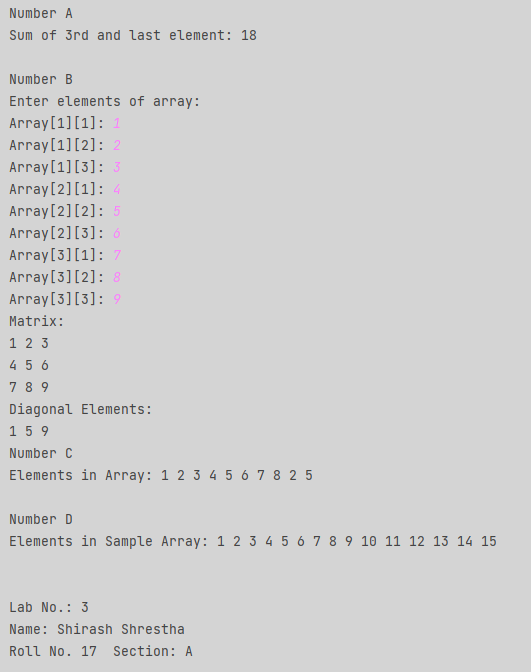 Number A
Sum of 3rd and last element: 18
Number B
Enter elements of array:
Array[1][1]: 1
Array[1][2]: 2
Array[1][3]: 3
Array[2][1]: 4
Array[2][2]: 5
Array[2][3]: 6
Array[3][1]: 7
Array[3][2]: 8
Array[3][3]: 9
Matrix:
1 2 3
4 5 6
7 8 9
Diagonal Elements:
1 5 9
Number C
Elements in Array: 1 2 3 4 5 6 7 8 2 5
Number D
Elements in Sample Array: 1 2 3 4 5 6 7 8 9 10 11 12 13 14 15
Lab No.: 3
Name: Shirash Shrestha
Roll No. 17  Section: A